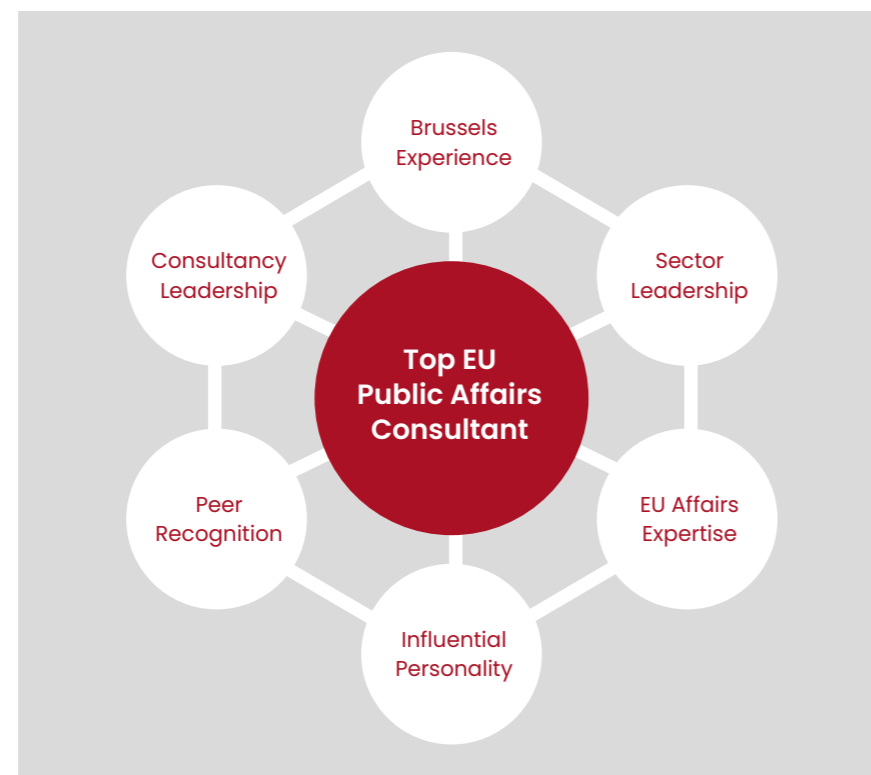 Brussels
Experience
Consultancy
Leadership
Sector
Leadership
Top EU
Public Affairs
Consultant
Peer
Recognition
EU Affairs
Expertise
Influential
Personality